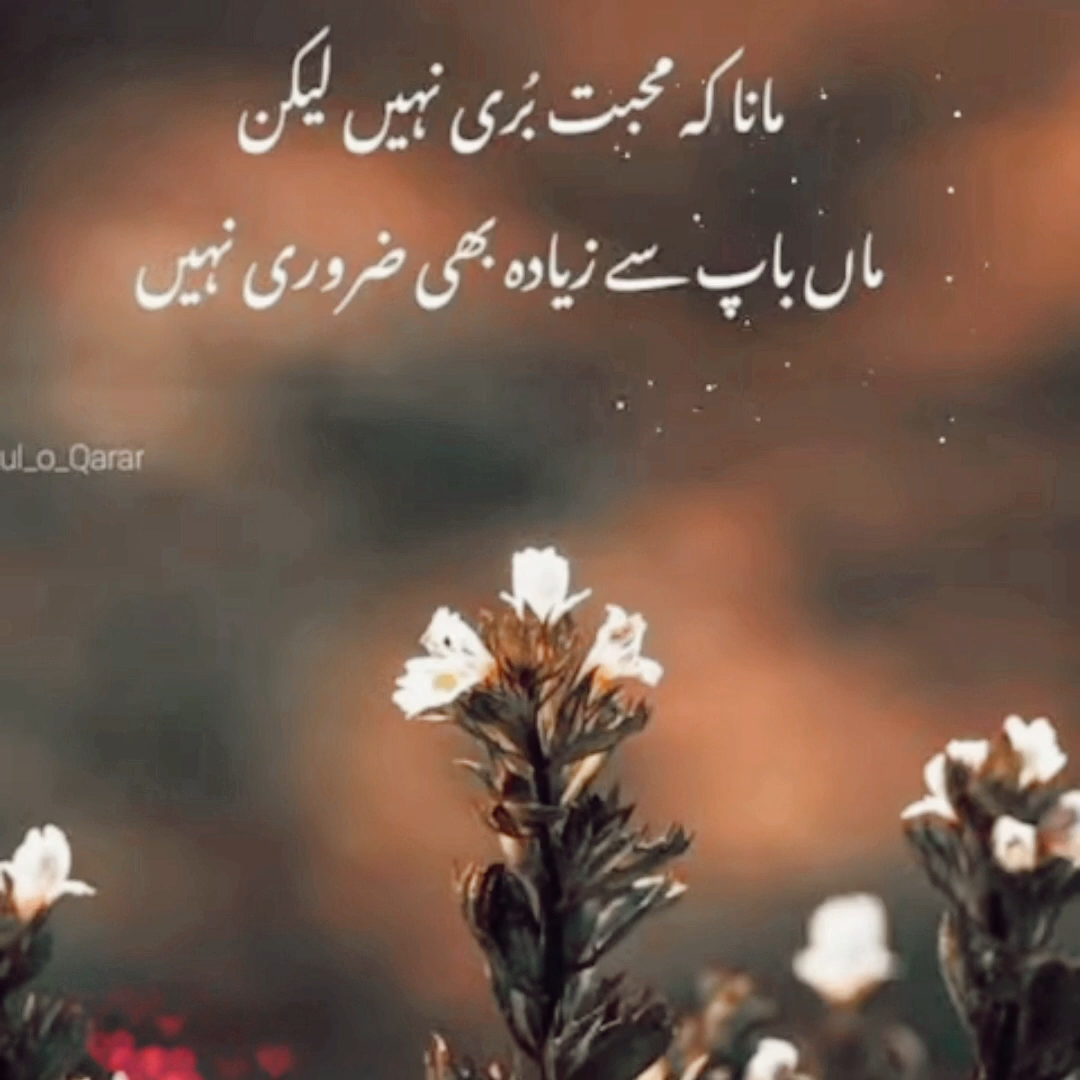 مانا کہ محبت بُری نہیں لیکن
ماں باپ سے زیادہ بھی ضروری نہیں
ul_o_Qarar